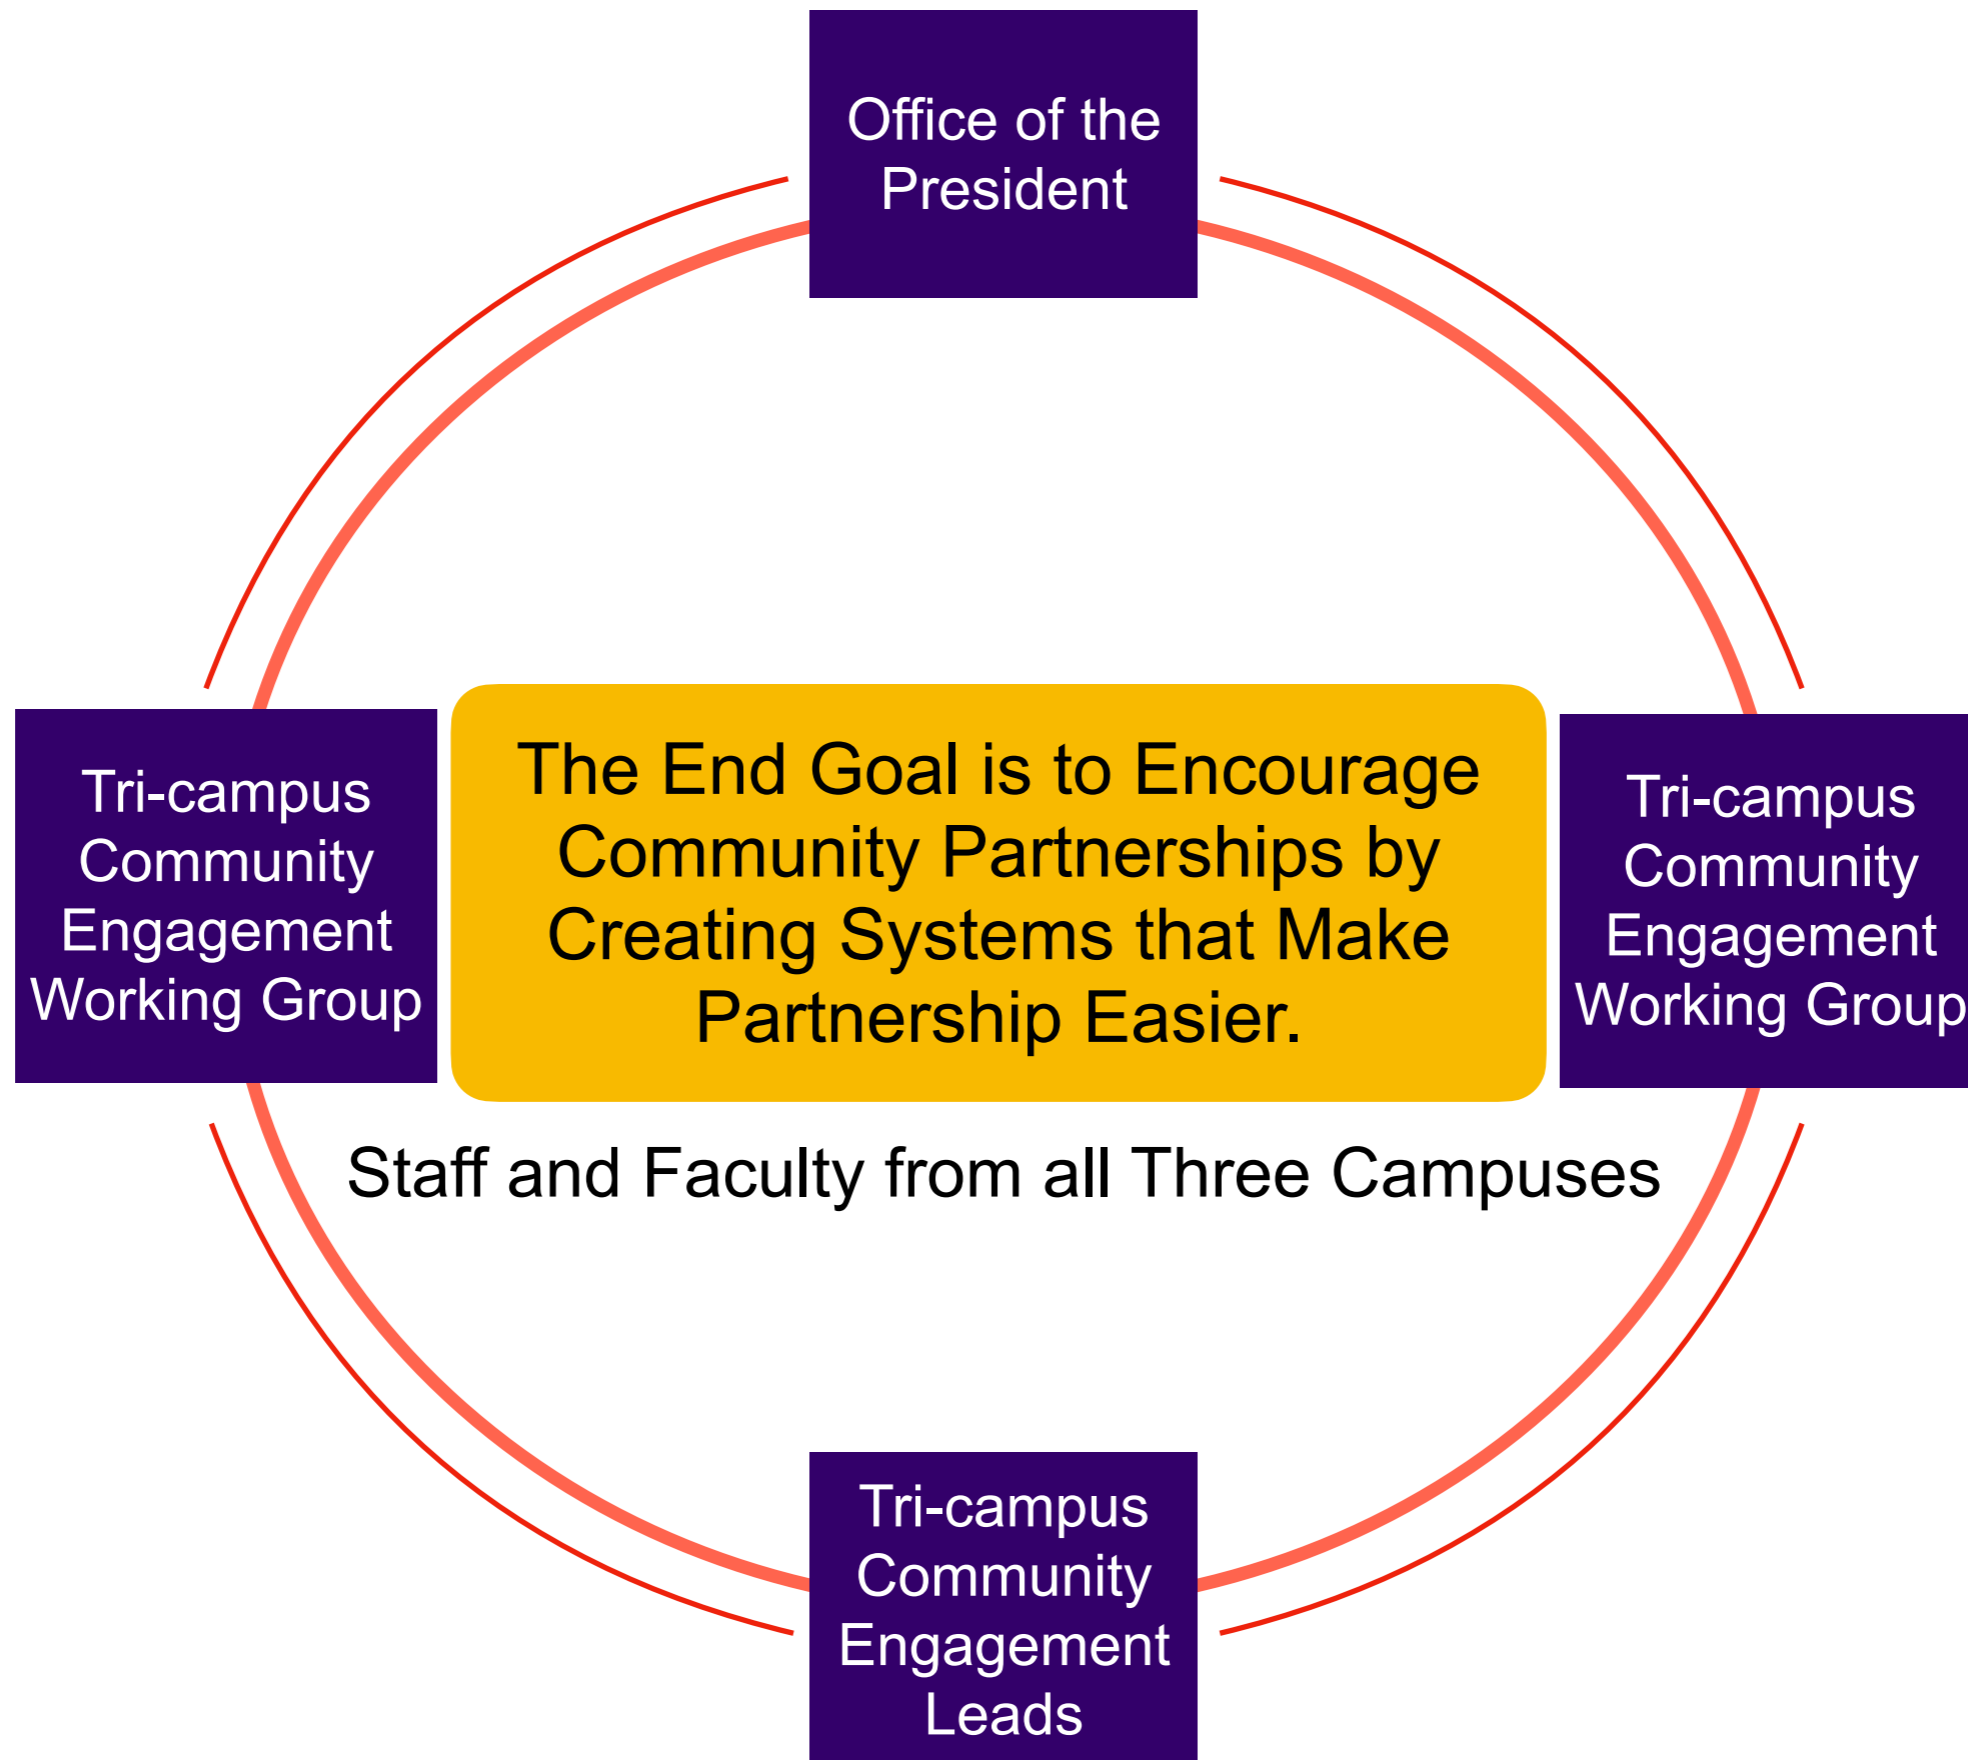 Office of the
President
Tri-campus
Community
Engagement
Working Group
The End Goal is to Encourage
Community Partnerships by
Creating Systems that Make
Partnership Easier.
Tri-campus
Community
Engagement
Working Group
Staff and Faculty from all Three Campuses
Tri-campus
Community
Engagement
Leads